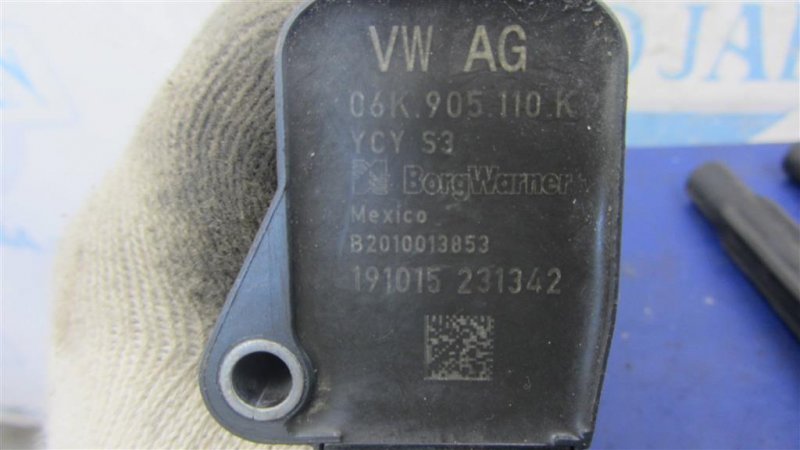 VW AG
06K.905.110.K
YCY S3
BorgWarner
Mexico
B2010013853
191015 231342